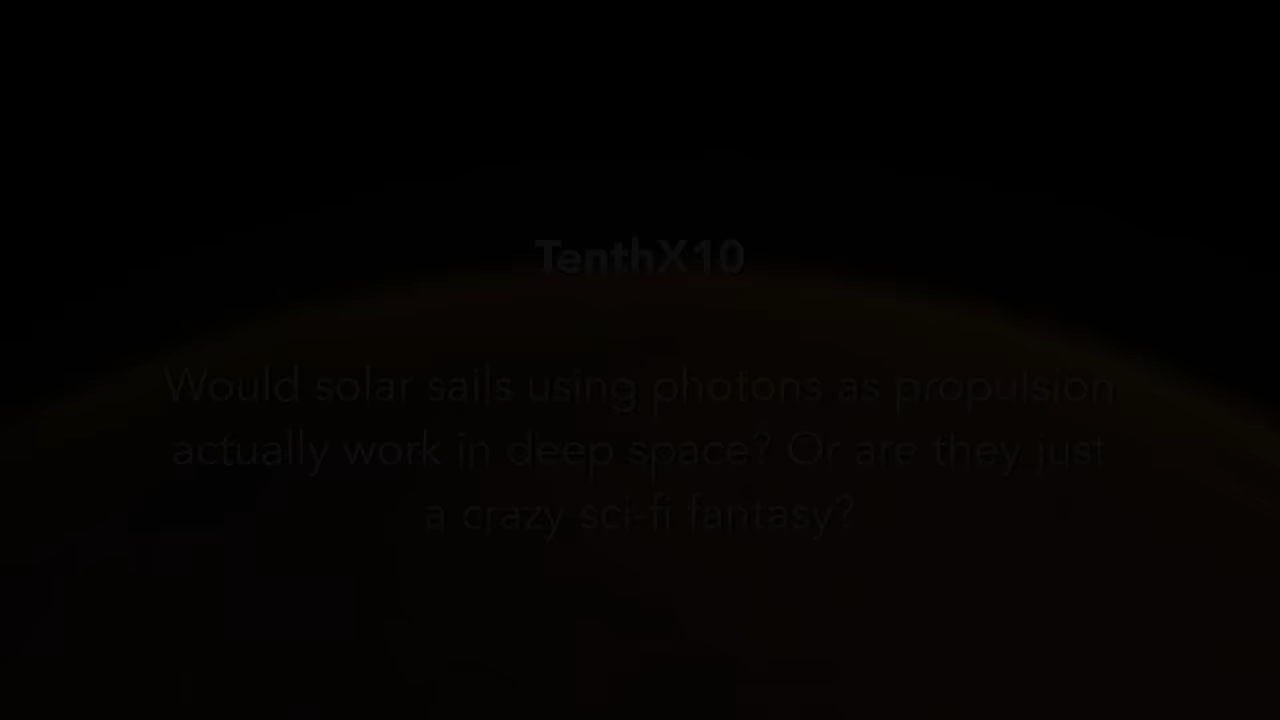 TenthX10
Would solar sails using photons as propulsion
actually work in deep space? Or are they just
a crazy sci-fi fantasy?